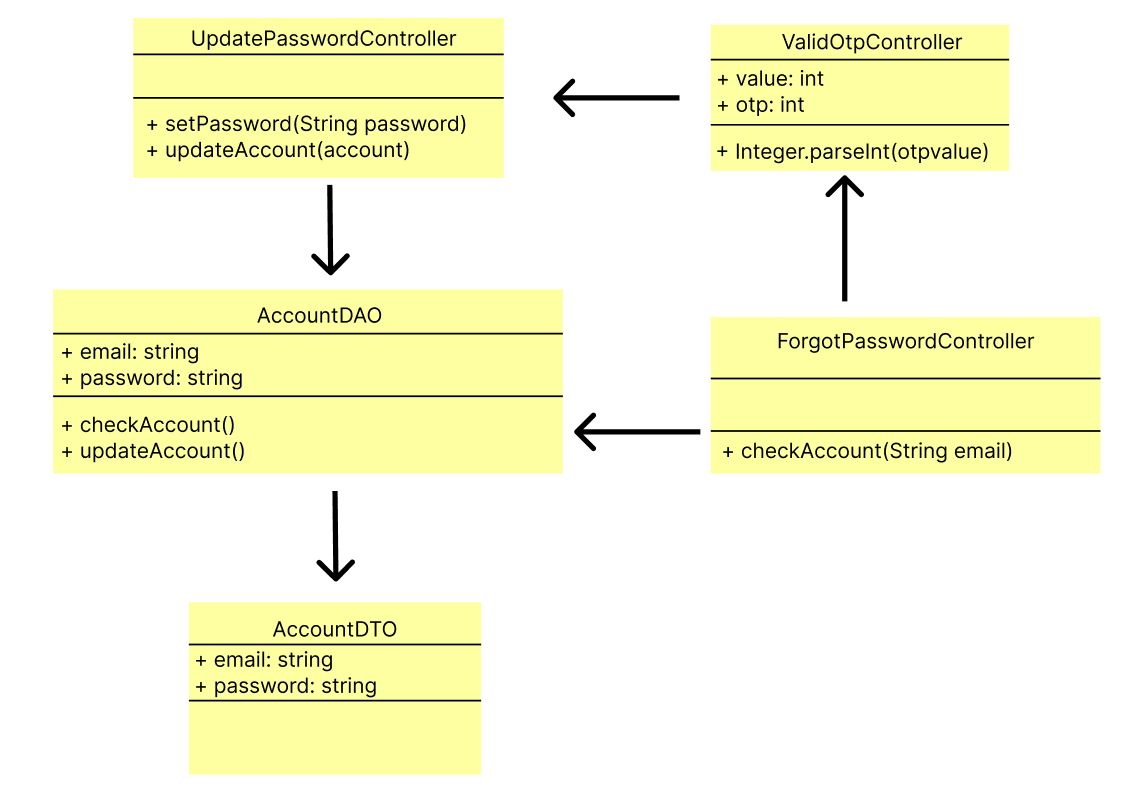 UpdatePasswordController
+ setPassword(String password)
+ updateAccount(account)
ValidOtpController
+ value: int
+ otp: int
+ Integer.parseInt(otpvalue)
AccountDAO
+ email: string
+ password: string
+ checkAccount()
+ updateAccount()
ForgotPasswordController
+ checkAccount(String email)
AccountDTO
+ email: string
+ password: string